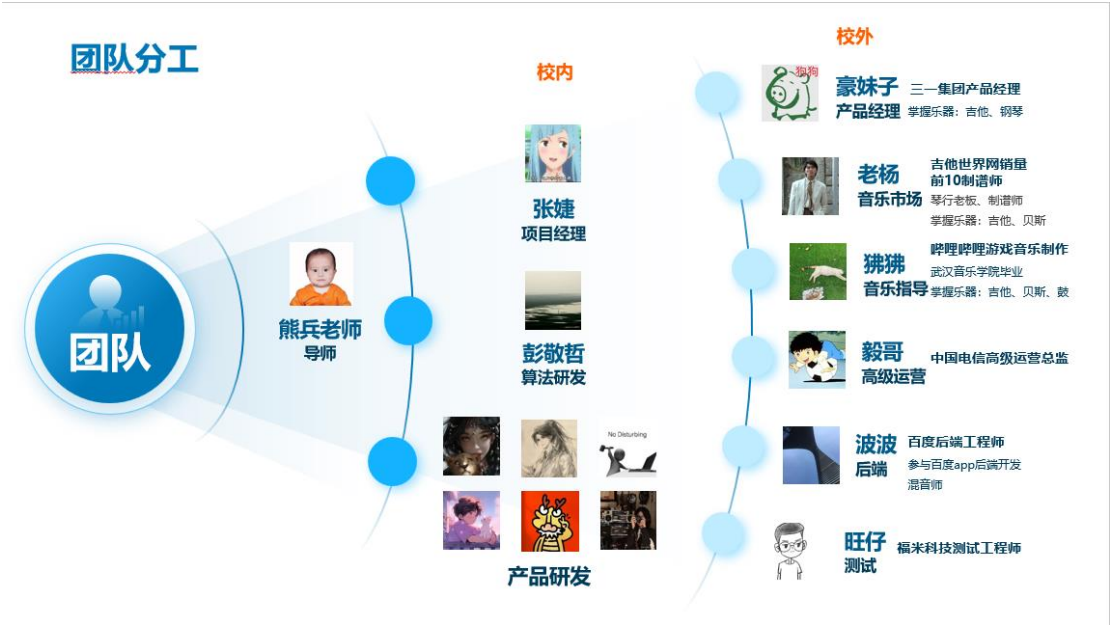 团队分工
团队
熊兵老师
导师
校内
张婕
项目经理
彭敬哲
算法研发
No Disturbing
产品研发
校外
狗狗
豪妹子 三一集团产品经理
产品经理 掌握乐器：吉他、钢琴
老杨
音乐市场
吉他世界网销量
前10制谱师
琴行老板、制谱师
掌握乐器：吉他、贝斯
狒狒
音乐指导
哔哩哔哩游戏音乐制作
武汉音乐学院毕业
掌握乐器：吉他、贝斯、鼓
毅哥
高级运营
中国电信高级运营总监
波波
后端
百度后端工程师
参与百度app后端开发
混音师
旺仔
测试
福米科技测试工程师